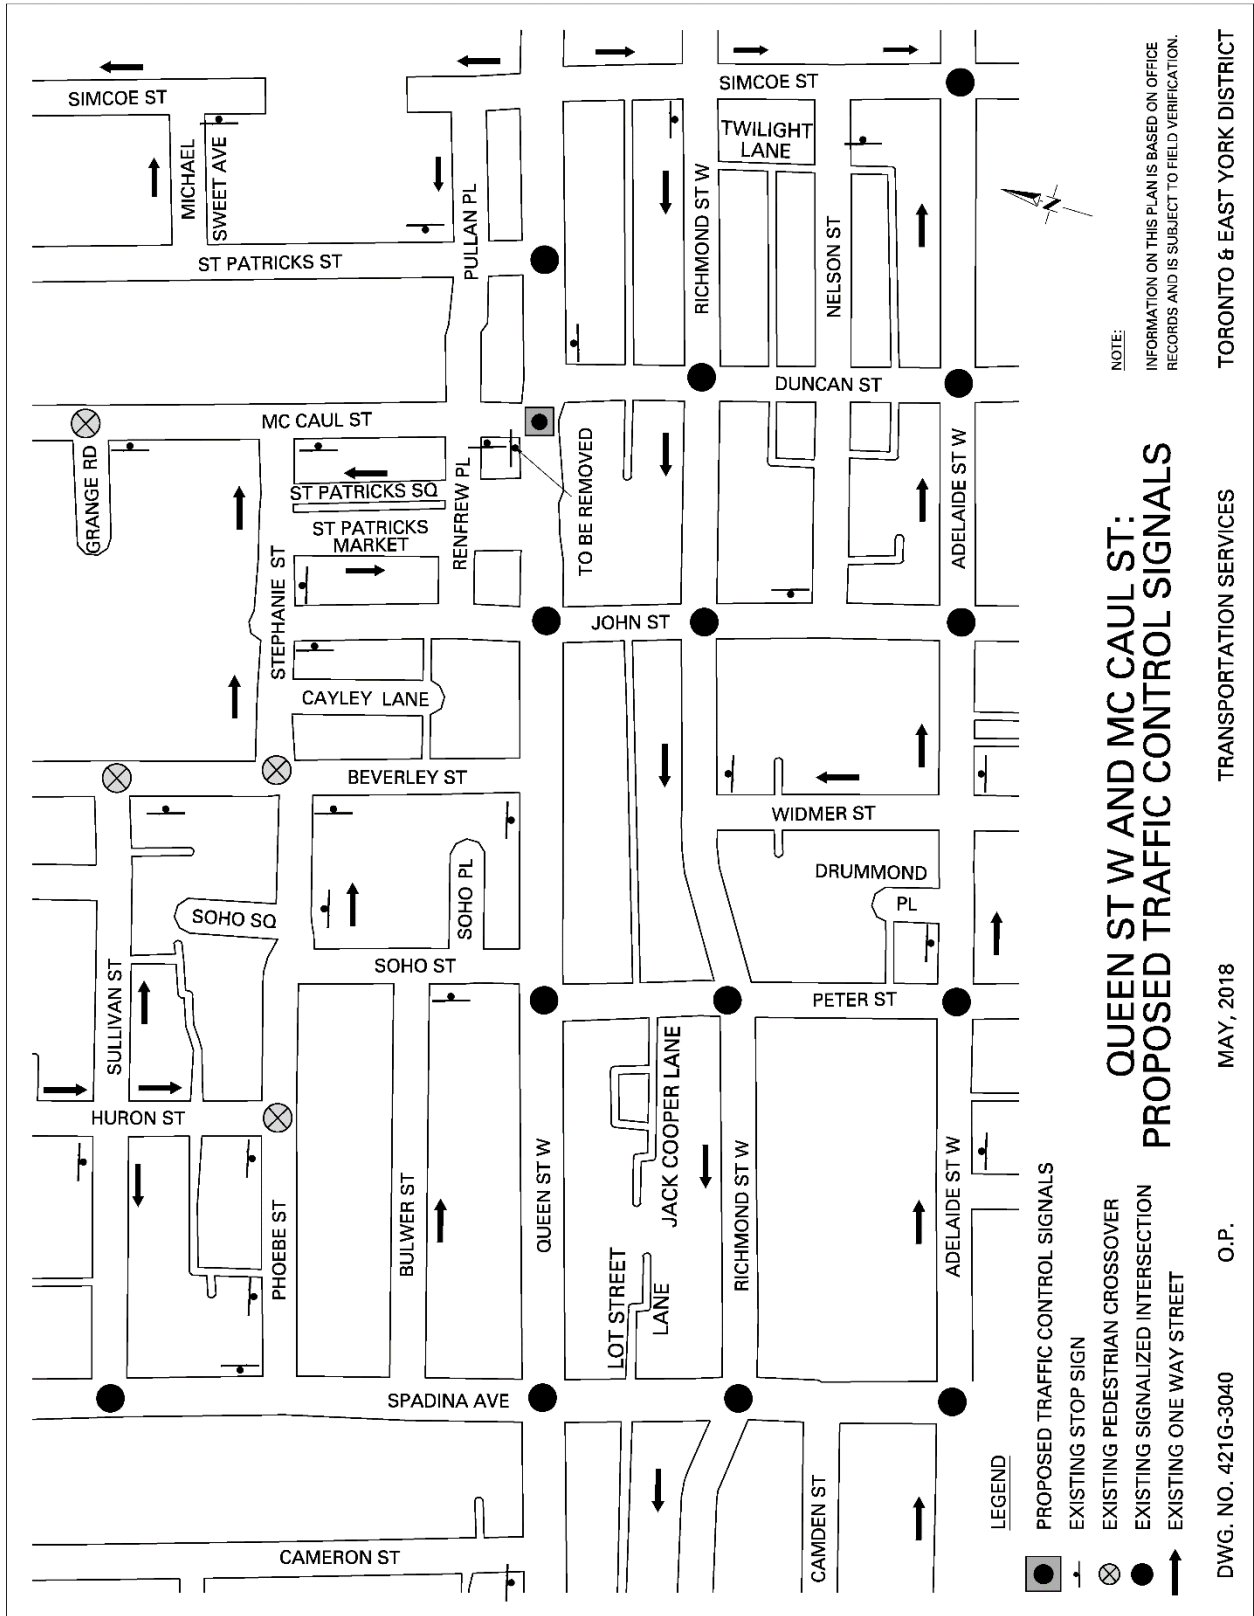 SIMCOE ST
MICHAEL
SWEET AVE
ST PATRICKS ST
PULLAN PL
SIMCOE ST
TWILIGHT
LANE
RICHMOND ST W
NELSON ST
DUNCAN ST
MC CAUL ST
GRANGE RD
ST PATRICKS SQ
ST PATRICKS
MARKET
RENFREW PL
TO BE REMOVED
STEPHANIE ST
ADELAIDE ST W
JOHN ST
CAYLEY LANE
BEVERLEY ST
WIDMER ST
DRUMMOND
PL
SOHO SQ
SOHO PL
SOHO ST
SULLIVAN ST
PETER ST
HURON ST
JACK COOPER LANE
PHOEBE ST
BULWER ST
QUEEN ST W
RICHMOND ST W
ADELAIDE ST W
LOT STREET
LANE
SPADINA AVE
CAMERON ST
CAMDEN ST
N
NOTE:
INFORMATION ON THIS PLAN IS BASED ON OFFICE
RECORDS AND IS SUBJECT TO FIELD VERIFICATION.
LEGEND
PROPOSED TRAFFIC CONTROL SIGNALS
EXISTING STOP SIGN
EXISTING PEDESTRIAN CROSSOVER
EXISTING SIGNALIZED INTERSECTION
EXISTING ONE WAY STREET
QUEEN ST W AND MC CAUL ST:
PROPOSED TRAFFIC CONTROL SIGNALS
DWG. NO. 421G-3040 O.P. MAY, 2018 TRANSPORTATION SERVICES TORONTO & EAST YORK DISTRICT